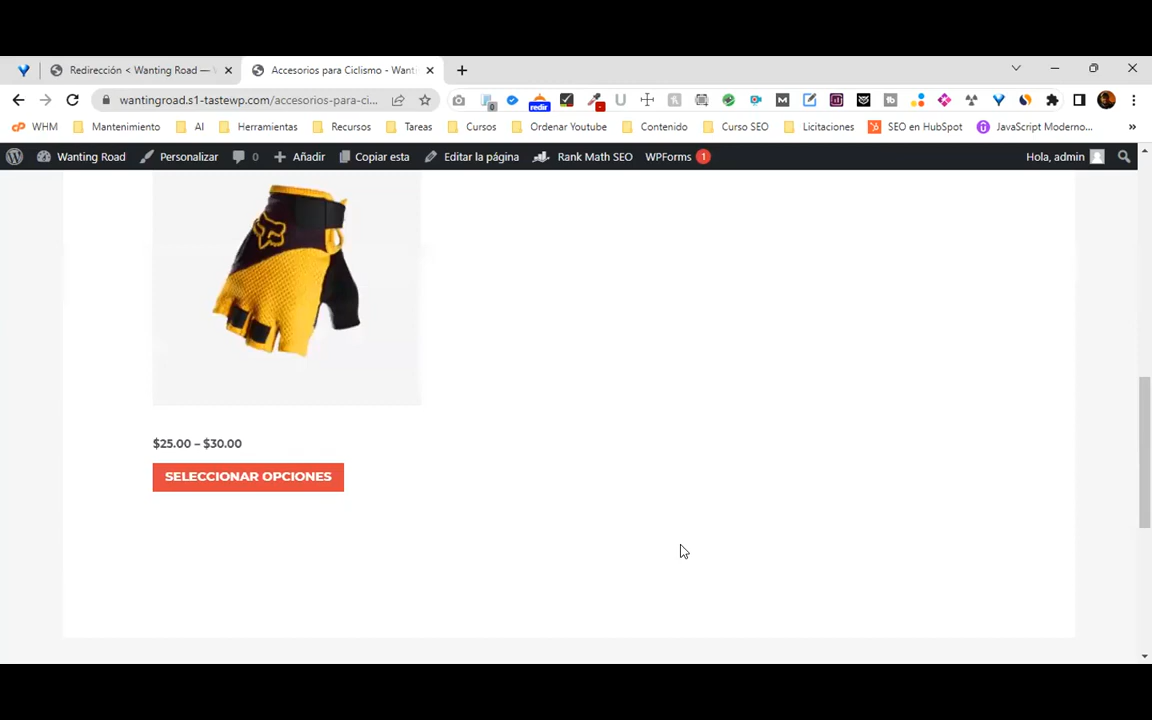 Redirección < Wanting Road —
Accesorios para Ciclismo - Wanti
wantingroad.s1-tastewp.com/accesorios-para-ci...
redir
WHM
Mantenimiento
AI
Herramientas
Recursos
Tareas
Cursos
Ordenar Youtube
Contenido
Curso SEO
Licitaciones
SEO en HubSpot
JavaScript Moderno...
»
Wanting Road
Personalizar
0
Añadir
Copiar esta
Editar la página
Rank Math SEO
WPForms 1
Hola, admin
$25.00 – $30.00
SELECCIONAR OPCIONES